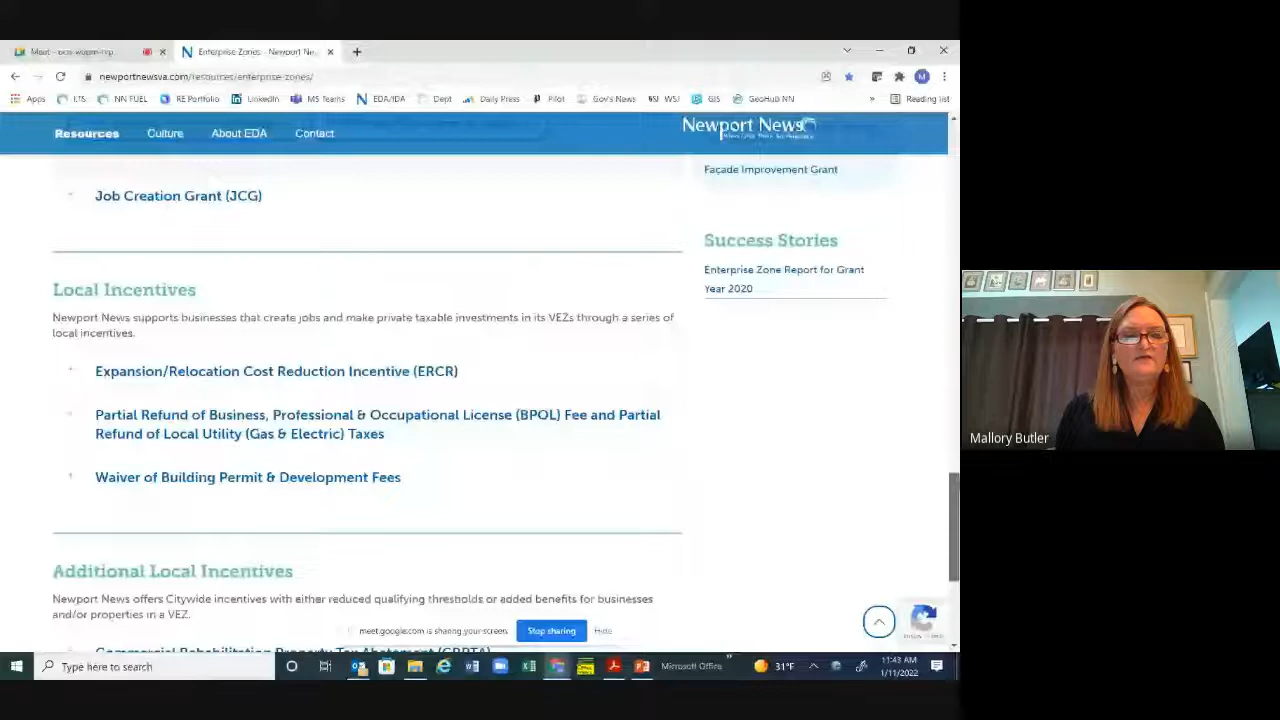 Enterprise Zones - Newport Ne...
newportnewsva.com/resources/enterprise-zones/
Apps
NN FUEL
RE Portfolio
LinkedIn
MS Teams
EDA/IDA
Dept
Daily Press
Pilot
Gov's News
WSJ
GIS
GeoHub NN
»
Reading list
Resources
Culture
About EDA
Contact
Newport News
Façade Improvement Grant
Job Creation Grant (JCG)
Success Stories
Enterprise Zone Report for Grant
Year 2020
Local Incentives
Newport News supports businesses that create jobs and make private taxable investments in its VEZs through a series of
local incentives.
Expansion/Relocation Cost Reduction Incentive (ERCR)
Partial Refund of Business, Professional & Occupational License (BPOL) Fee and Partial
Refund of Local Utility (Gas & Electric) Taxes
Waiver of Building Permit & Development Fees
Additional Local Incentives
Newport News offers Citywide incentives with either reduced qualifying thresholds or added benefits for businesses
and/or properties in a VEZ.
meet.google.com is sharing your screen.
Stop sharing
Hide
Mallory Butler
Type here to search
Microsoft Office
»
31°F
11:43 AM
1/11/2022